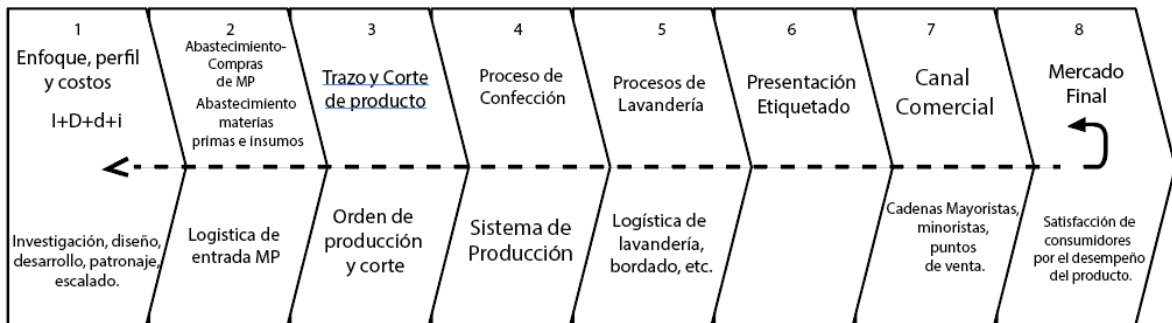 1
Enfoque, perfil
y costos
I+D+d+i
Investigación, diseño,
desarrollo, patronaje,
escalado.
2
Abastecimiento-
Compras
de MP
Abastecimiento
materias
primas e insumos
Logistica de
entrada MP
3
Trazo y Corte
de producto
Orden de
producción
y corte
4
Proceso de
Confección
Sistema de
Producción
5
Procesos de
Lavandería
Logística de
lavandería,
bordado, etc.
6
Presentación
Etiquetado
7
Canal
Comercial
Cadenas Mayoristas,
minoristas,
puntos
de venta.
8
Mercado
Final
Satisfacción de
consumidores
por el desempeño
del producto.